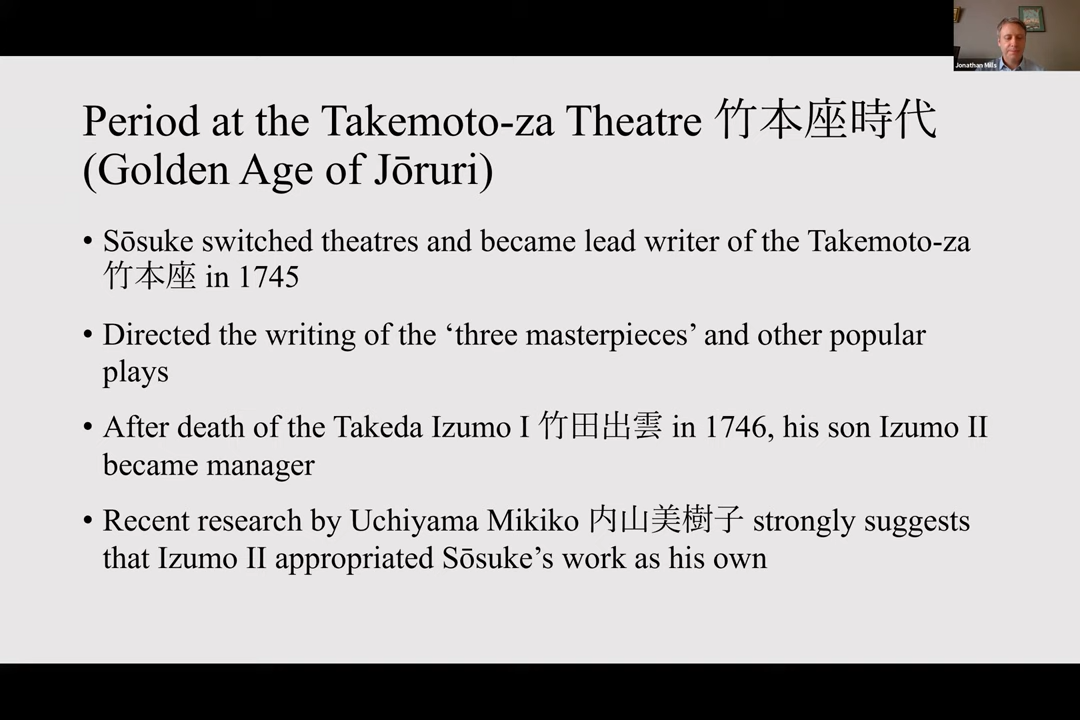 Jonathan Mills
Period at the Takemoto-za Theatre 竹本座時代
(Golden Age of Jōruri)
• Sōsuke switched theatres and became lead writer of the Takemoto-za
竹本座 in 1745
• Directed the writing of the ‘three masterpieces’ and other popular
plays
• After death of the Takeda Izumo I 竹田出雲 in 1746, his son Izumo II
became manager
• Recent research by Uchiyama Mikiko 内山美樹子 strongly suggests
that Izumo II appropriated Sōsuke’s work as his own